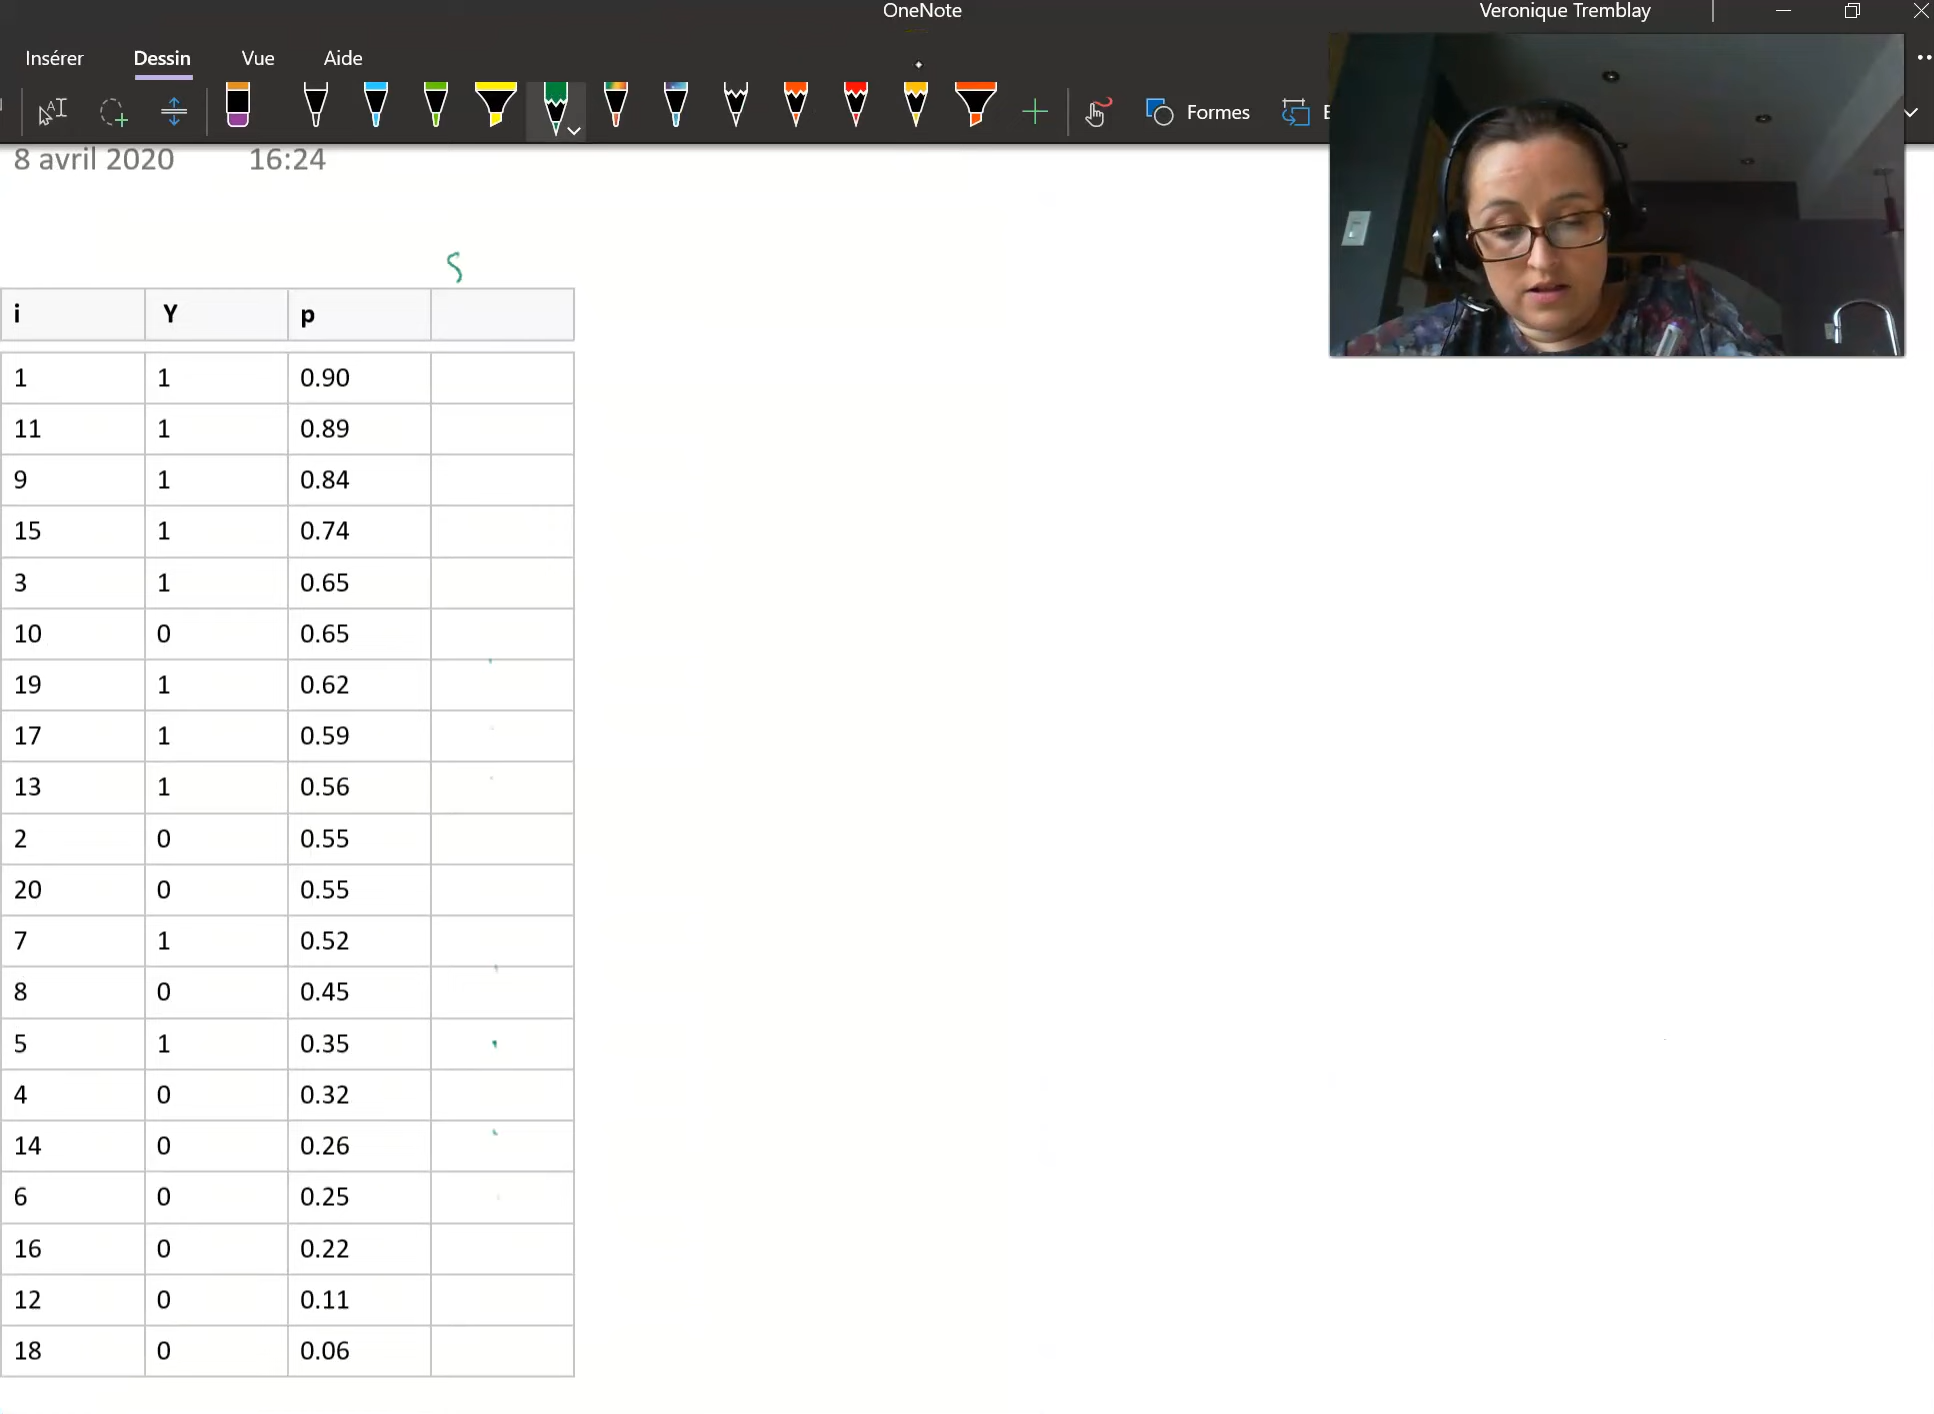 OneNote
Veronique Tremblay
Insérer Dessin Vue Aide
Formes
8 avril 2020 16:24
S
i Y p
1 1 0.90
11 1 0.89
9 1 0.84
15 1 0.74
3 1 0.65
10 0 0.65
19 1 0.62
17 1 0.59
13 1 0.56
2 0 0.55
20 0 0.55
7 1 0.52
8 0 0.45
5 1 0.35
4 0 0.32
14 0 0.26
6 0 0.25
16 0 0.22
12 0 0.11
18 0 0.06